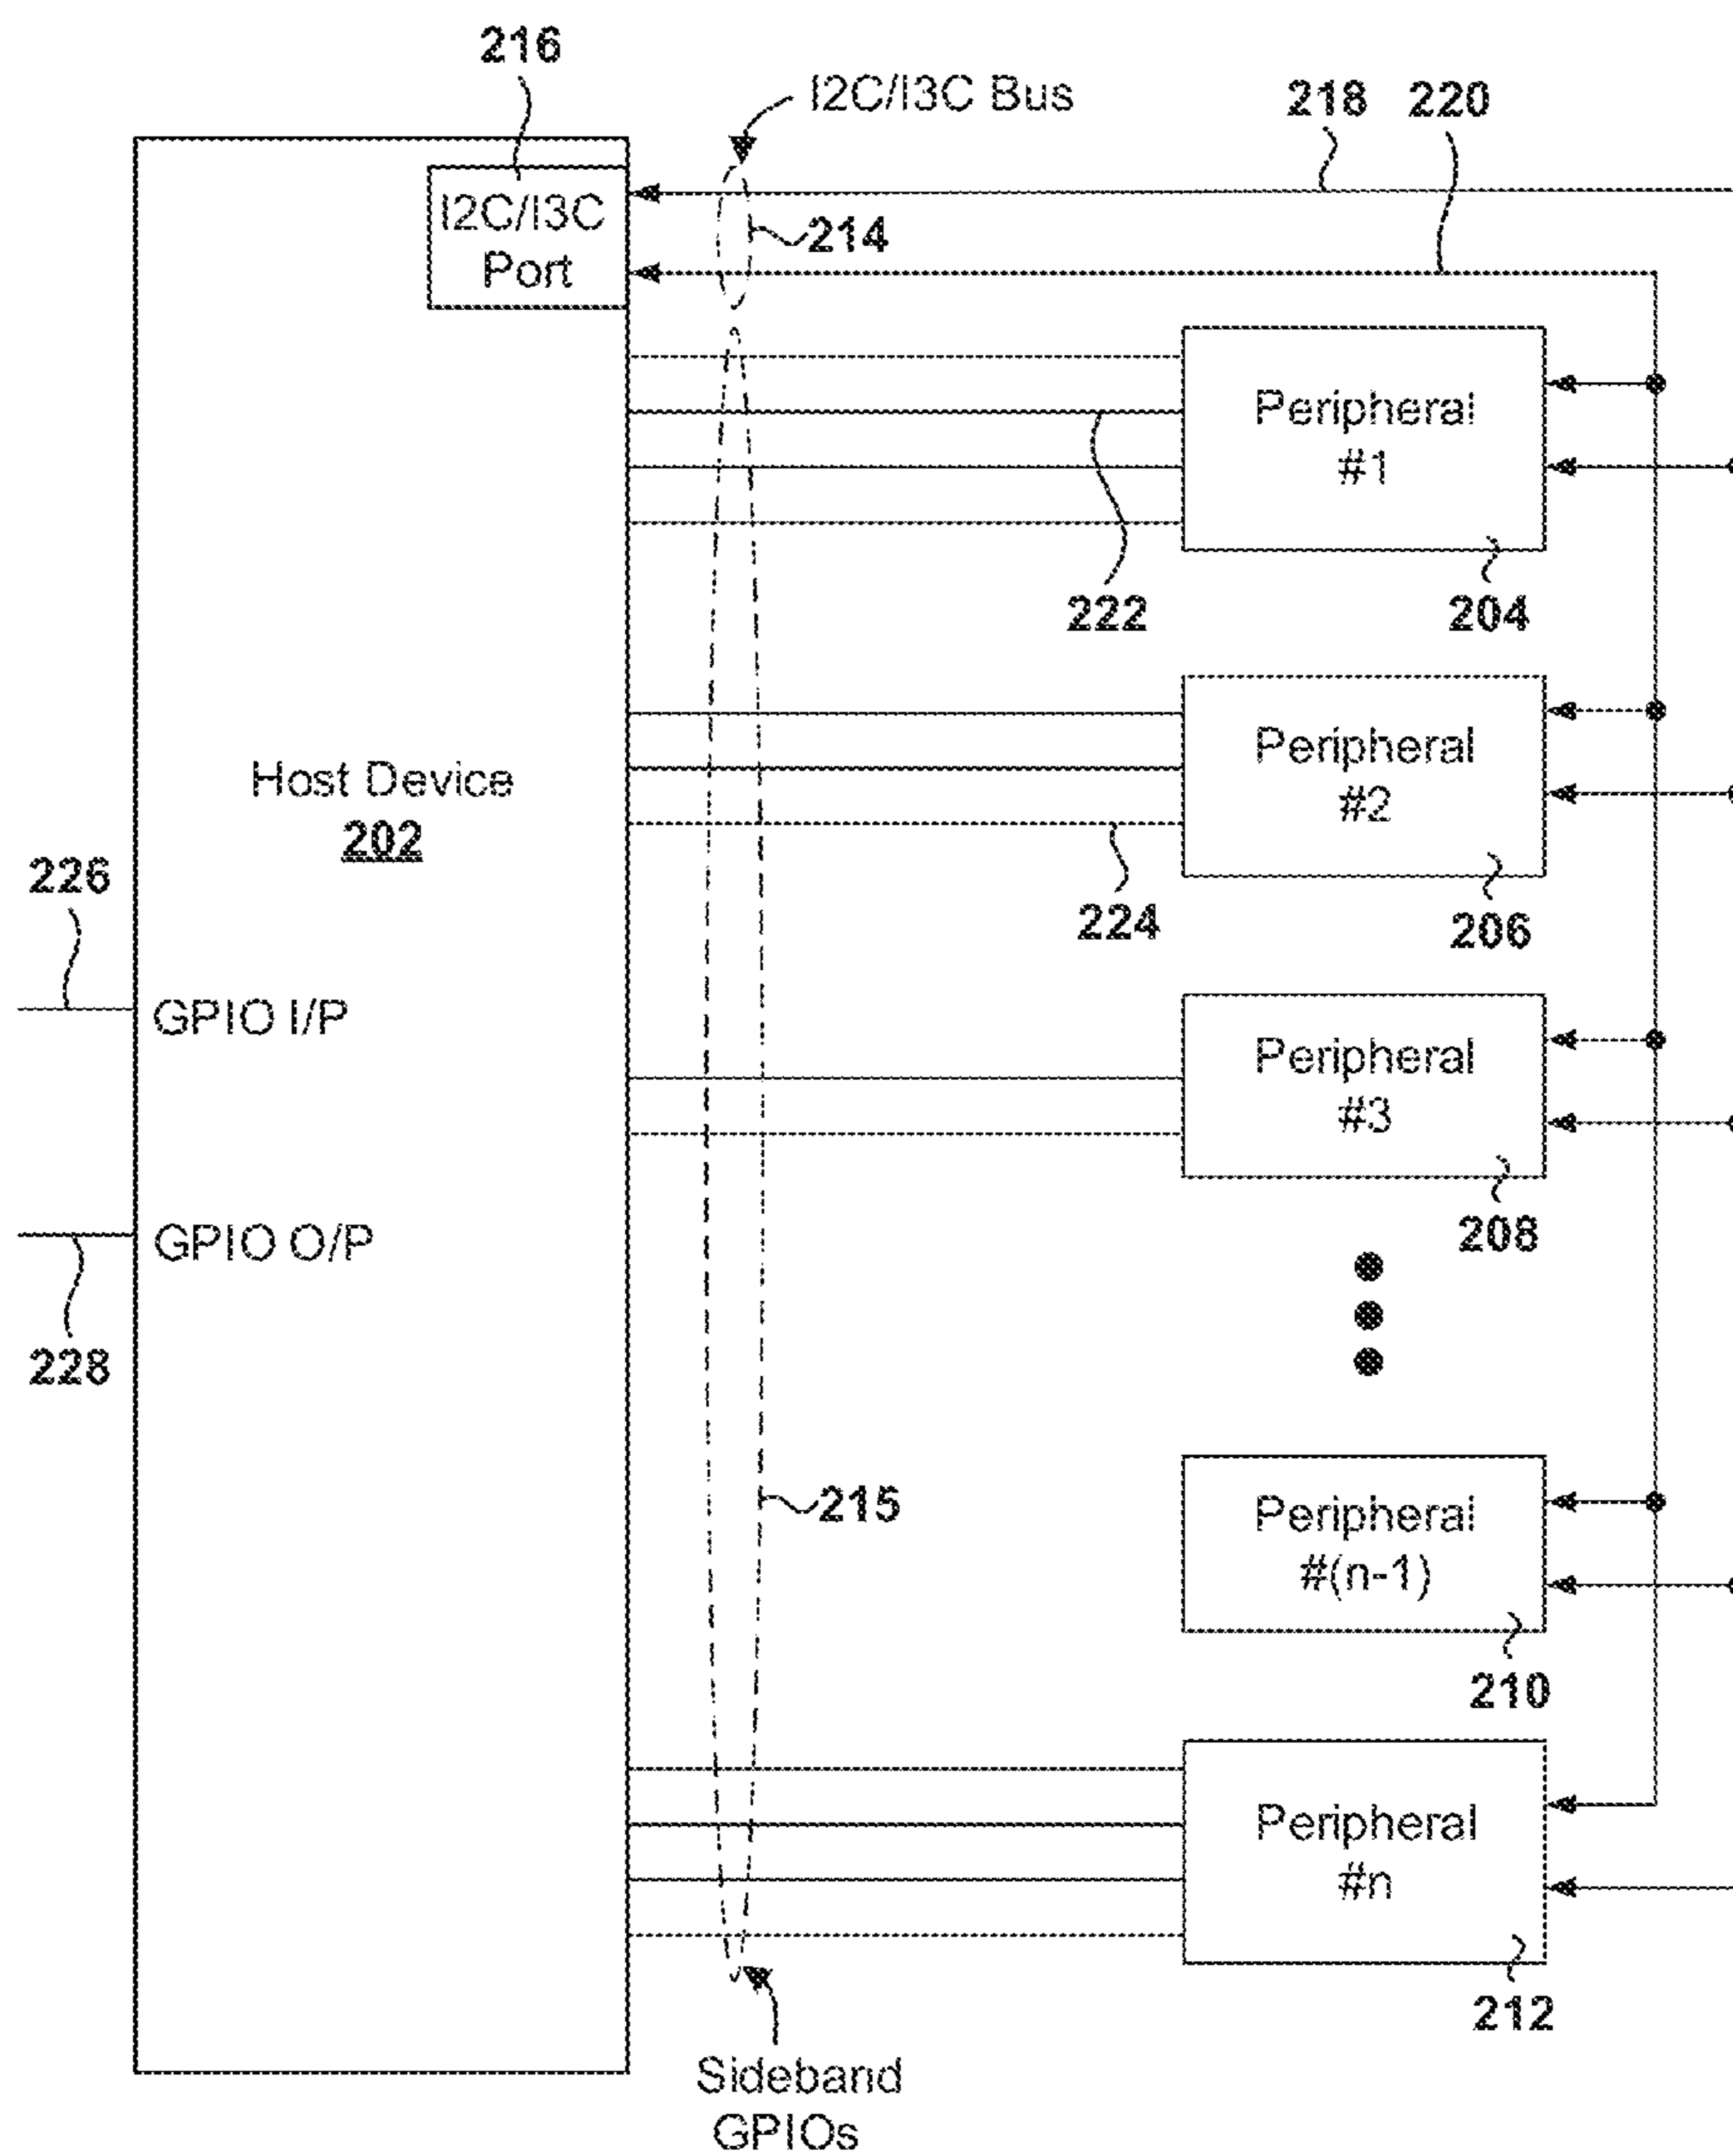 216
I2C/I3C Bus
218
220
I2C/I3C
Port
214
Peripheral
#1
222
204
Host Device
202
Peripheral
#2
224
206
226
GPIO I/P
Peripheral
#3
208
GPIO O/P
228
215
Peripheral
#(n-1)
210
Peripheral
#n
212
Sideband
GPIOs